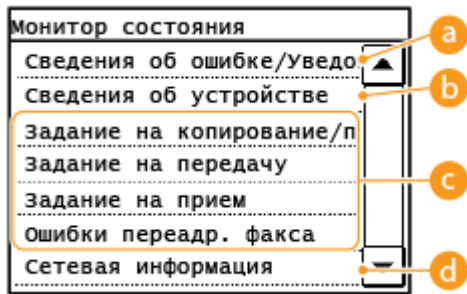 Монитор состояния
Сведения об ошибке/Уведо
a
Сведения об устройстве
b
Задание на копирование/п
Задание на передачу
c
Задание на прием
Ошибки переадр. факса
Сетевая информация
d